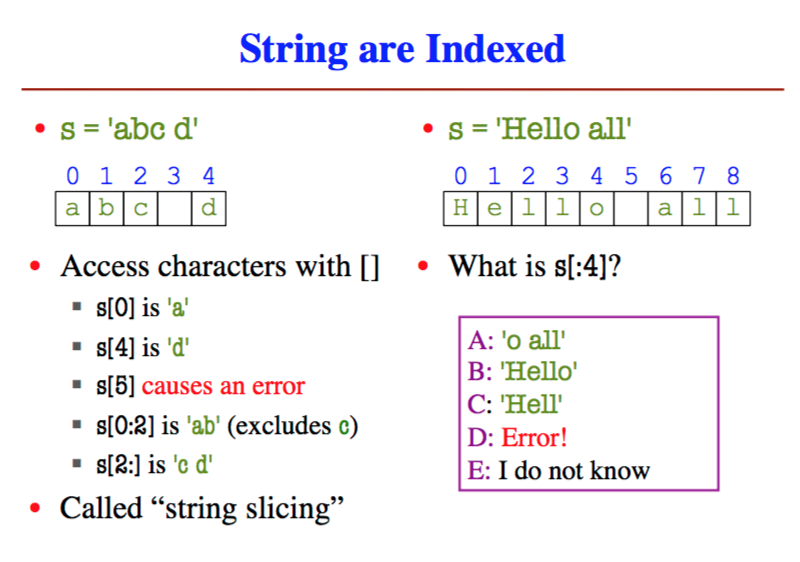 String are Indexed
• s = 'abc d'
0 1 2 3 4
a b c d
• Access characters with []
▪ s[0] is 'a'
▪ s[4] is 'd'
▪ s[5] causes an error
▪ s[0:2] is 'ab' (excludes c)
▪ s[2:] is 'c d'
• Called “string slicing”
• s = 'Hello all'
0 1 2 3 4 5 6 7 8
H e l l o a l l
• What is s[:4]?
A: 'o all'
B: 'Hello'
C: 'Hell'
D: Error!
E: I do not know